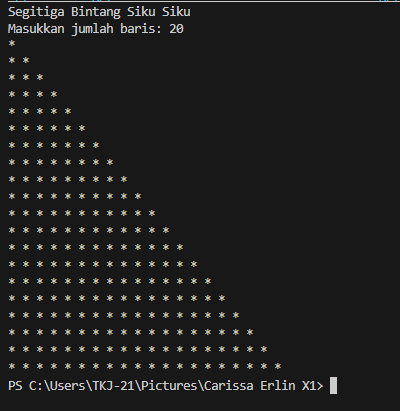 Segitiga Bintang Siku Siku
Masukkan jumlah baris: 20
*
* *
* * *
* * * *
* * * * *
* * * * * *
* * * * * * *
* * * * * * * *
* * * * * * * * *
* * * * * * * * * *
* * * * * * * * * * *
* * * * * * * * * * * *
* * * * * * * * * * * * *
* * * * * * * * * * * * * *
* * * * * * * * * * * * * * *
* * * * * * * * * * * * * * * *
* * * * * * * * * * * * * * * * *
* * * * * * * * * * * * * * * * * *
* * * * * * * * * * * * * * * * * * *
* * * * * * * * * * * * * * * * * * * *
PS C:\Users\TKJ-21\Pictures\Carissa Erlin X1>